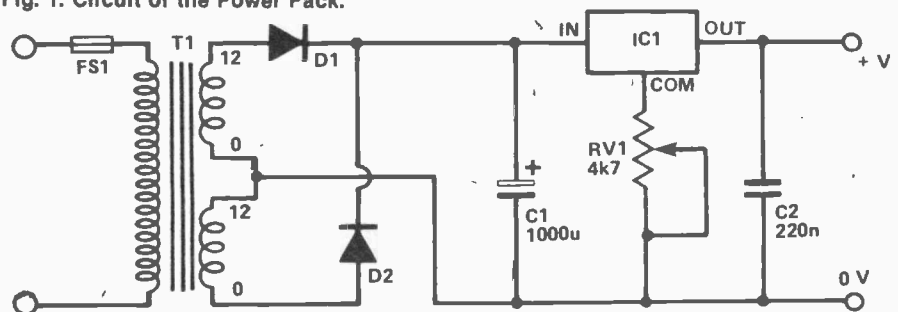 Fig. 1. Circuit of the Power Pack.
FS1
T1
12
0
12
0
D1
D2
IN
IC1
OUT
COM
RV1
4k7
+
C1
1000u
C2
220n
+ V
0 V